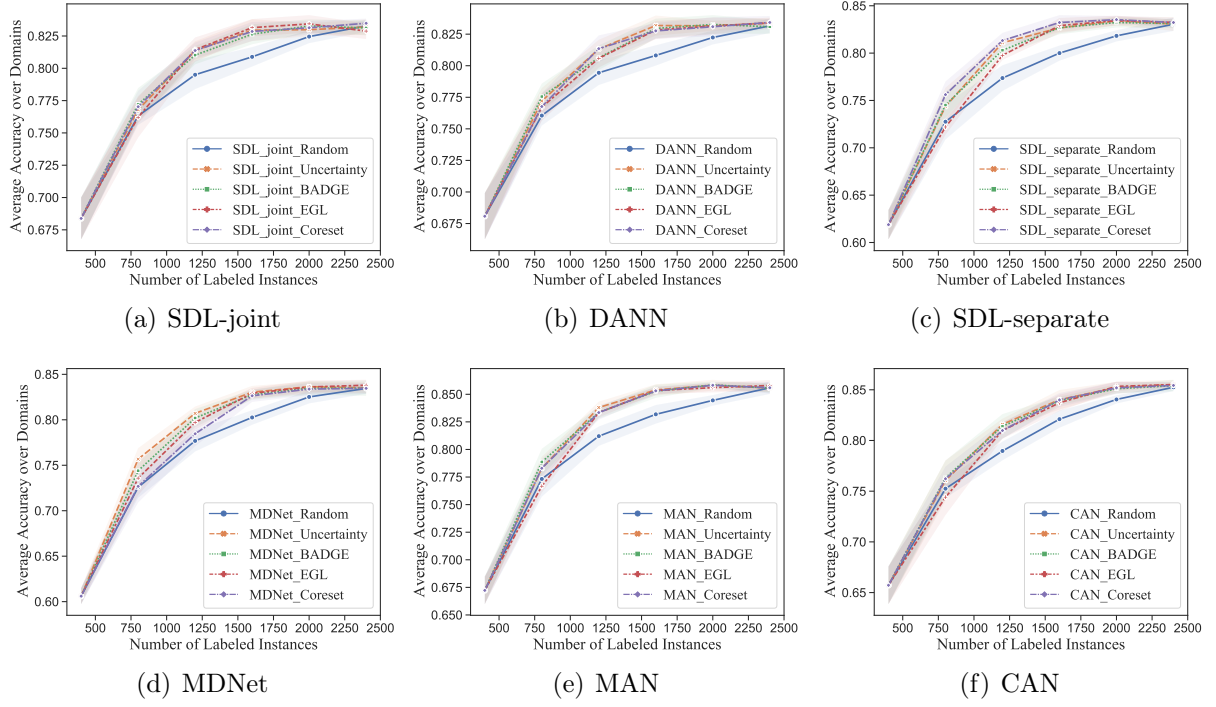 Average Accuracy over Domains
0.825
0.800
0.775
0.750
0.725
0.700
0.675
SDL_joint_Random
SDL_joint_Uncertainty
SDL_joint_BADGE
SDL_joint_EGL
SDL_joint_Coreset
500 750 1000 1250 1500 1750 2000 2250 2500
Number of Labeled Instances
(a) SDL-joint
Average Accuracy over Domains
0.825
0.800
0.775
0.750
0.725
0.700
0.675
DANN_Random
DANN_Uncertainty
DANN_BADGE
DANN_EGL
DANN_Coreset
500 750 1000 1250 1500 1750 2000 2250 2500
Number of Labeled Instances
(b) DANN
Average Accuracy over Domains
0.85
0.80
0.75
0.70
0.65
0.60
SDL_separate_Random
SDL_separate_Uncertainty
SDL_separate_BADGE
SDL_separate_EGL
SDL_separate_Coreset
500 750 1000 1250 1500 1750 2000 2250 2500
Number of Labeled Instances
(c) SDL-separate
Average Accuracy over Domains
0.85
0.80
0.75
0.70
0.65
0.60
MDNet_Random
MDNet_Uncertainty
MDNet_BADGE
MDNet_EGL
MDNet_Coreset
500 750 1000 1250 1500 1750 2000 2250 2500
Number of Labeled Instances
(d) MDNet
Average Accuracy over Domains
0.850
0.825
0.800
0.775
0.750
0.725
0.700
0.675
0.650
MAN_Random
MAN_Uncertainty
MAN_BADGE
MAN_EGL
MAN_Coreset
500 750 1000 1250 1500 1750 2000 2250 2500
Number of Labeled Instances
(e) MAN
Average Accuracy over Domains
0.85
0.80
0.75
0.70
0.65
CAN_Random
CAN_Uncertainty
CAN_BADGE
CAN_EGL
CAN_Coreset
500 750 1000 1250 1500 1750 2000 2250 2500
Number of Labeled Instances
(f) CAN